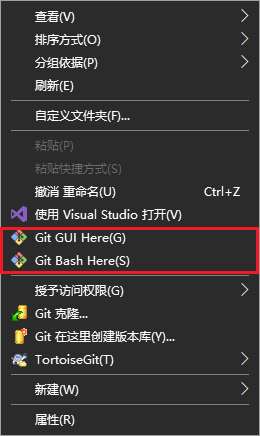 查看(V)
排序方式(O)
分组依据(P)
刷新(E)
自定义文件夹(F)...
粘贴(P)
粘贴快捷方式(S)
撤消 重命名(U) Ctrl+Z
使用 Visual Studio 打开(V)
Git GUI Here(G)
Git Bash Here(S)
授予访问权限(G)
Git 克隆...
Git 在这里创建版本库(Y)...
TortoiseGit(T)
新建(W)
属性(R)